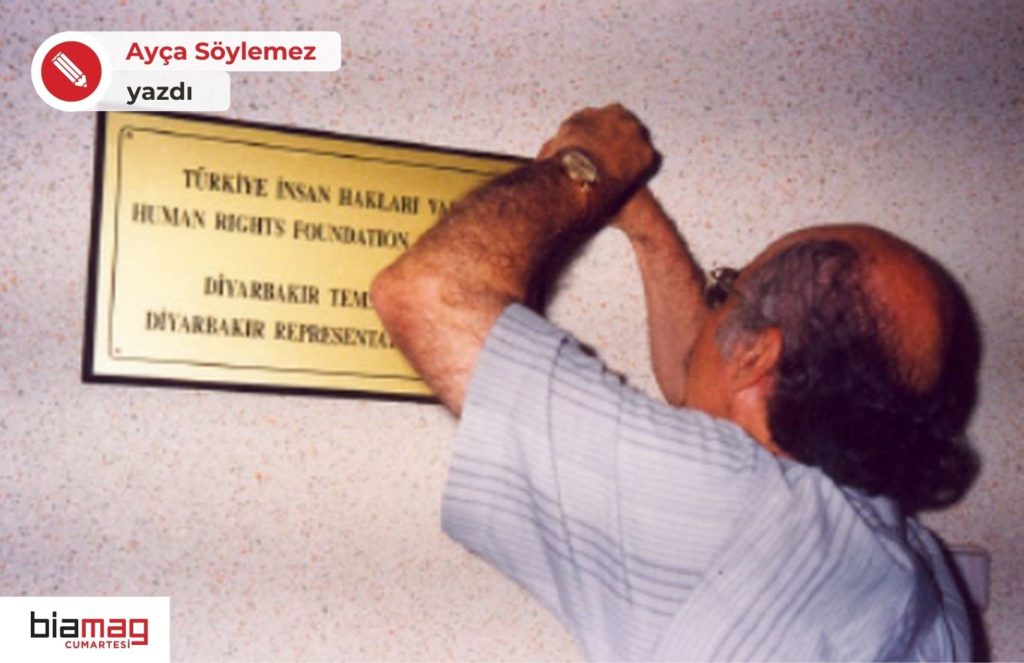 Ayça Söylemez
yazdı
TÜRKİYE İNSAN HAKLARI
HUMAN RIGHTS FOUNDATION
DİYARBAKIR
DİYARBAKIR
biamag
CUMARTESİ